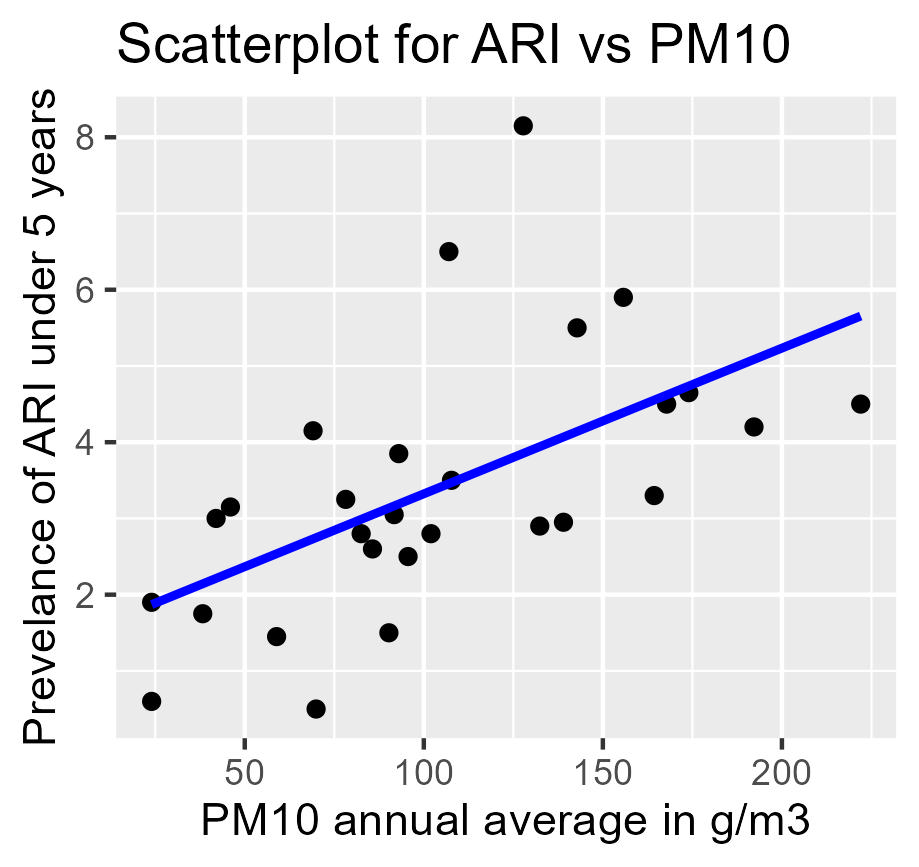 Scatterplot for ARI vs PM10
Prevelance of ARI under 5 years
8
6
4
2
50 100 150 200
PM10 annual average in g/m3